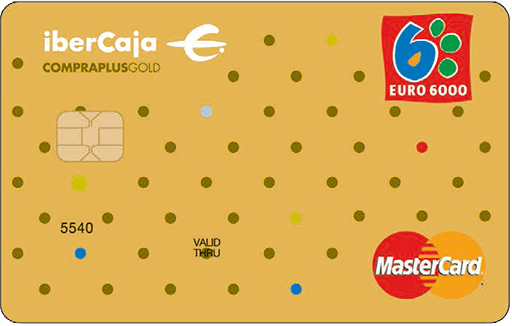 iberCaja
COMPRAPLUSGOLD
6
EURO 6000
5540
VALID
THRU
MasterCard